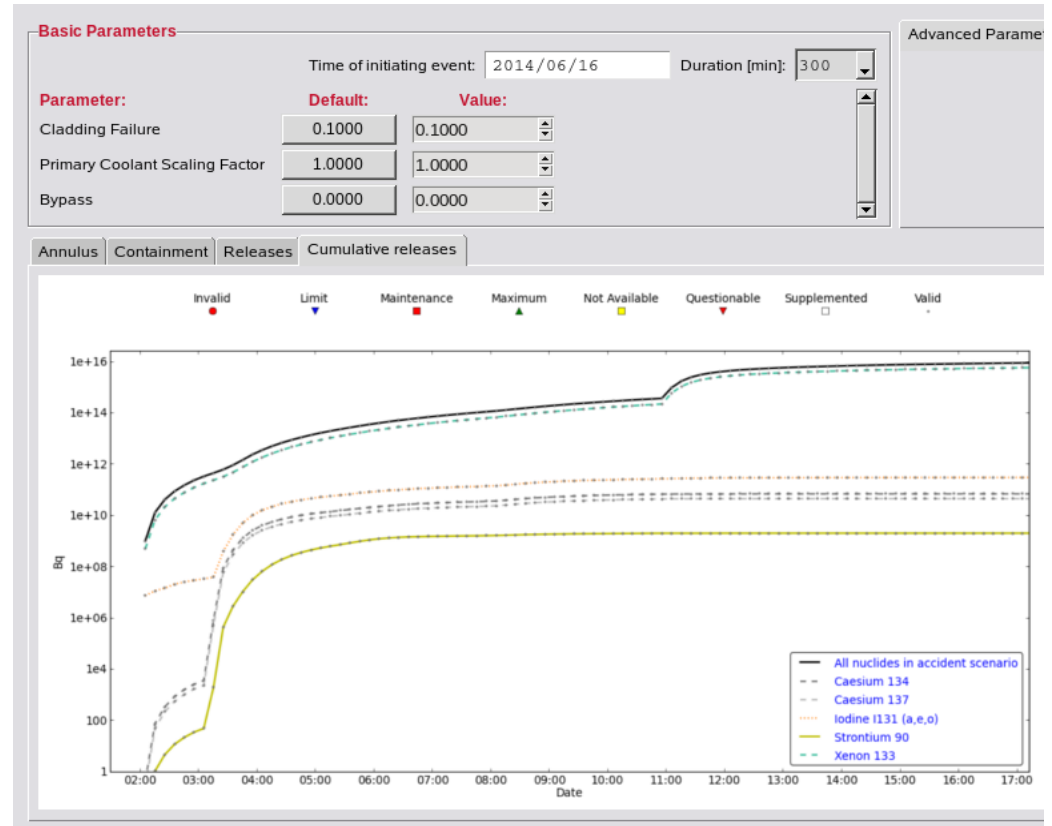 Basic Parameters
Advanced Parame
Time of initiating event: 2014/06/16 Duration [min]: 300
Parameter: Default: Value:
Cladding Failure 0.1000 0.1000
Primary Coolant Scaling Factor 1.0000 1.0000
Bypass 0.0000 0.0000
Annulus Containment Releases Cumulative releases
Invalid Limit Maintenance Maximum Not Available Questionable Supplemented Valid
1e+16
1e+14
1e+12
1e+10
1e+08
1e+06
1e4
100
1
Bq
All nuclides in accident scenario
Caesium 134
Caesium 137
Iodine I131 (a,e,o)
Strontium 90
Xenon 133
02:00 03:00 04:00 05:00 06:00 07:00 08:00 09:00 10:00 11:00 12:00 13:00 14:00 15:00 16:00 17:00
Date